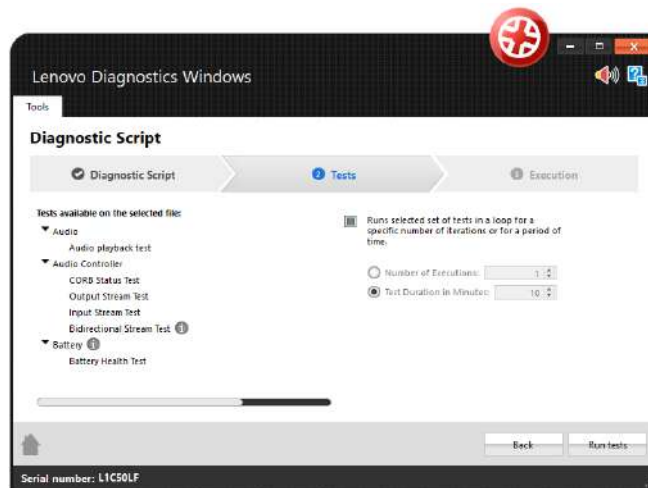 Lenovo Diagnostics Windows
Tools
Diagnostic Script
Diagnostic Script
2 Tests
Execution
Tests available on the selected file:
Audio
Audio playback test
Audio Controller
CORB Status Test
Output Stream Test
Input Stream Test
Bidirectional Stream Test
Battery
Battery Health Test
Runs selected set of tests in a loop for a
specific number of iterations or for a period of
time.
Number of Executions: 1
Test Duration in Minutes: 10
Back
Run tests
Serial number: L1C50LF